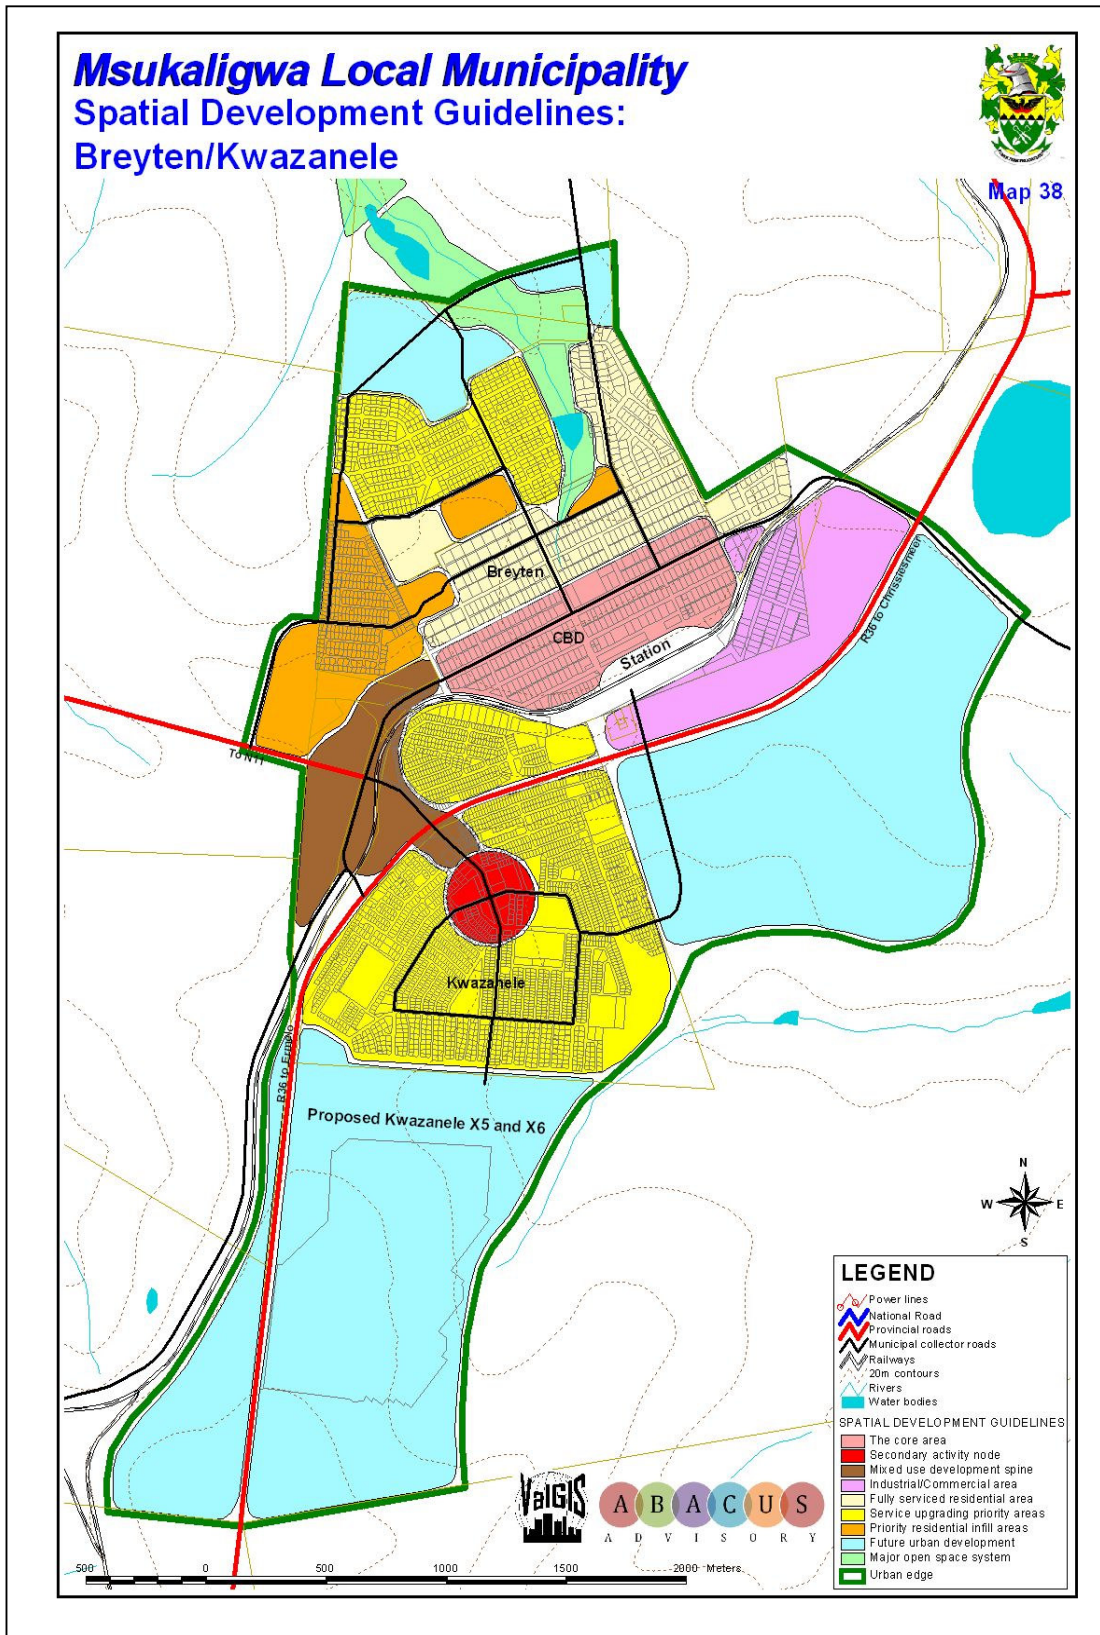 Msukaligwa Local Municipality
Spatial Development Guidelines:
Breyten/Kwazanele
Map 38
Breyten
CBD
Station
R36 to Chrissiesmeer
To N11
Kwazanele
R36 to Ermelo
Proposed Kwazanele X5 and X6
N
W E
S
LEGEND
Power lines
National Road
Provincial roads
Municipal collector roads
Railways
20m contours
Rivers
Water bodies
SPATIAL DEVELOPMENT GUIDELINES
The core area
Secondary activity node
Mixed use development spine
Industrial/Commercial area
Fully serviced residential area
Service upgrading priority areas
Priority residential infill areas
Future urban development
Major open space system
Urban edge
ValGIS
ABACUS
ADVISORY
500 0 500 1000 1500 2000 Meters